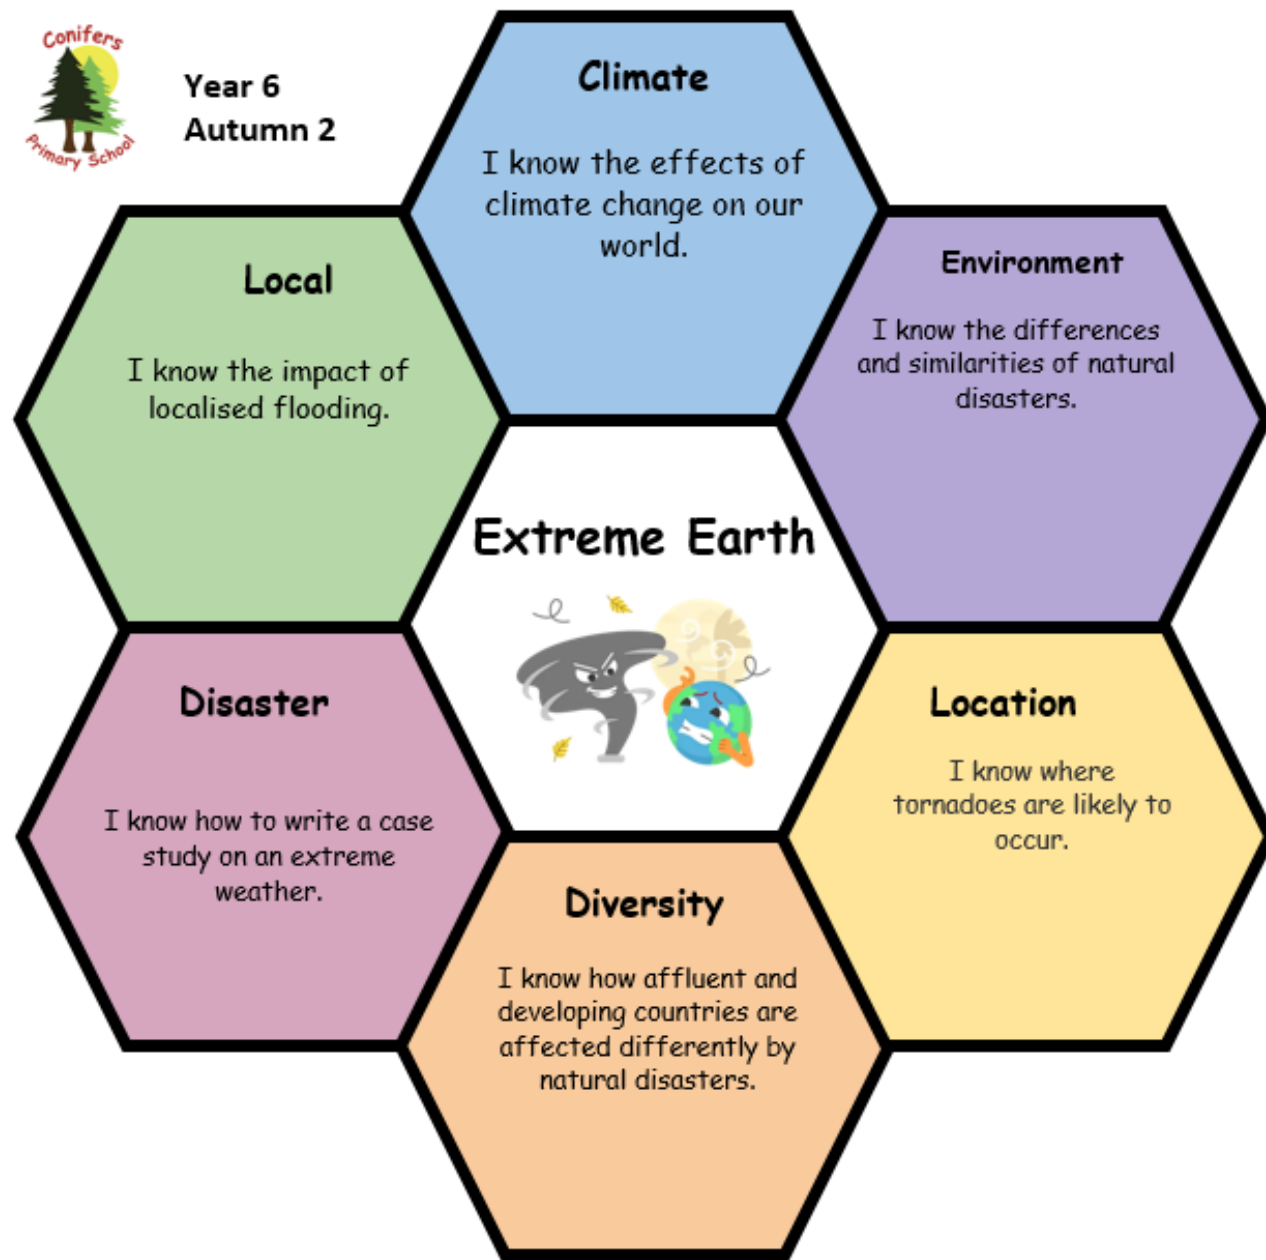 Conifers
Primary School
Year 6
Autumn 2
Climate
I know the effects of
climate change on our
world.
Environment
I know the differences
and similarities of natural
disasters.
Local
I know the impact of
localised flooding.
Extreme Earth
Disaster
I know how to write a case
study on an extreme
weather.
Location
I know where
tornadoes are likely to
occur.
Diversity
I know how affluent and
developing countries are
affected differently by
natural disasters.